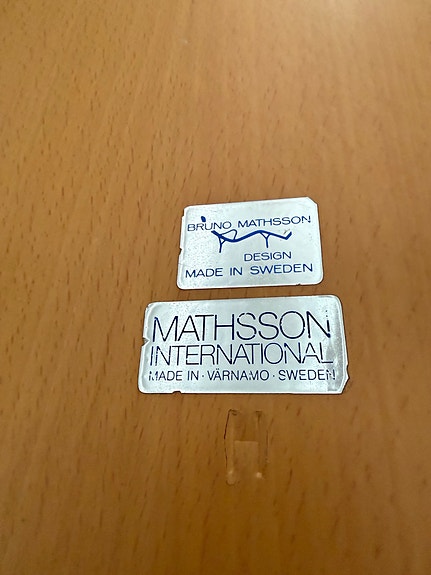 BRUNO MATHSSON
DESIGN
MADE IN SWEDEN
MATHSSON
INTERNATIONAL
MADE IN · VÄRNAMO · SWEDEN